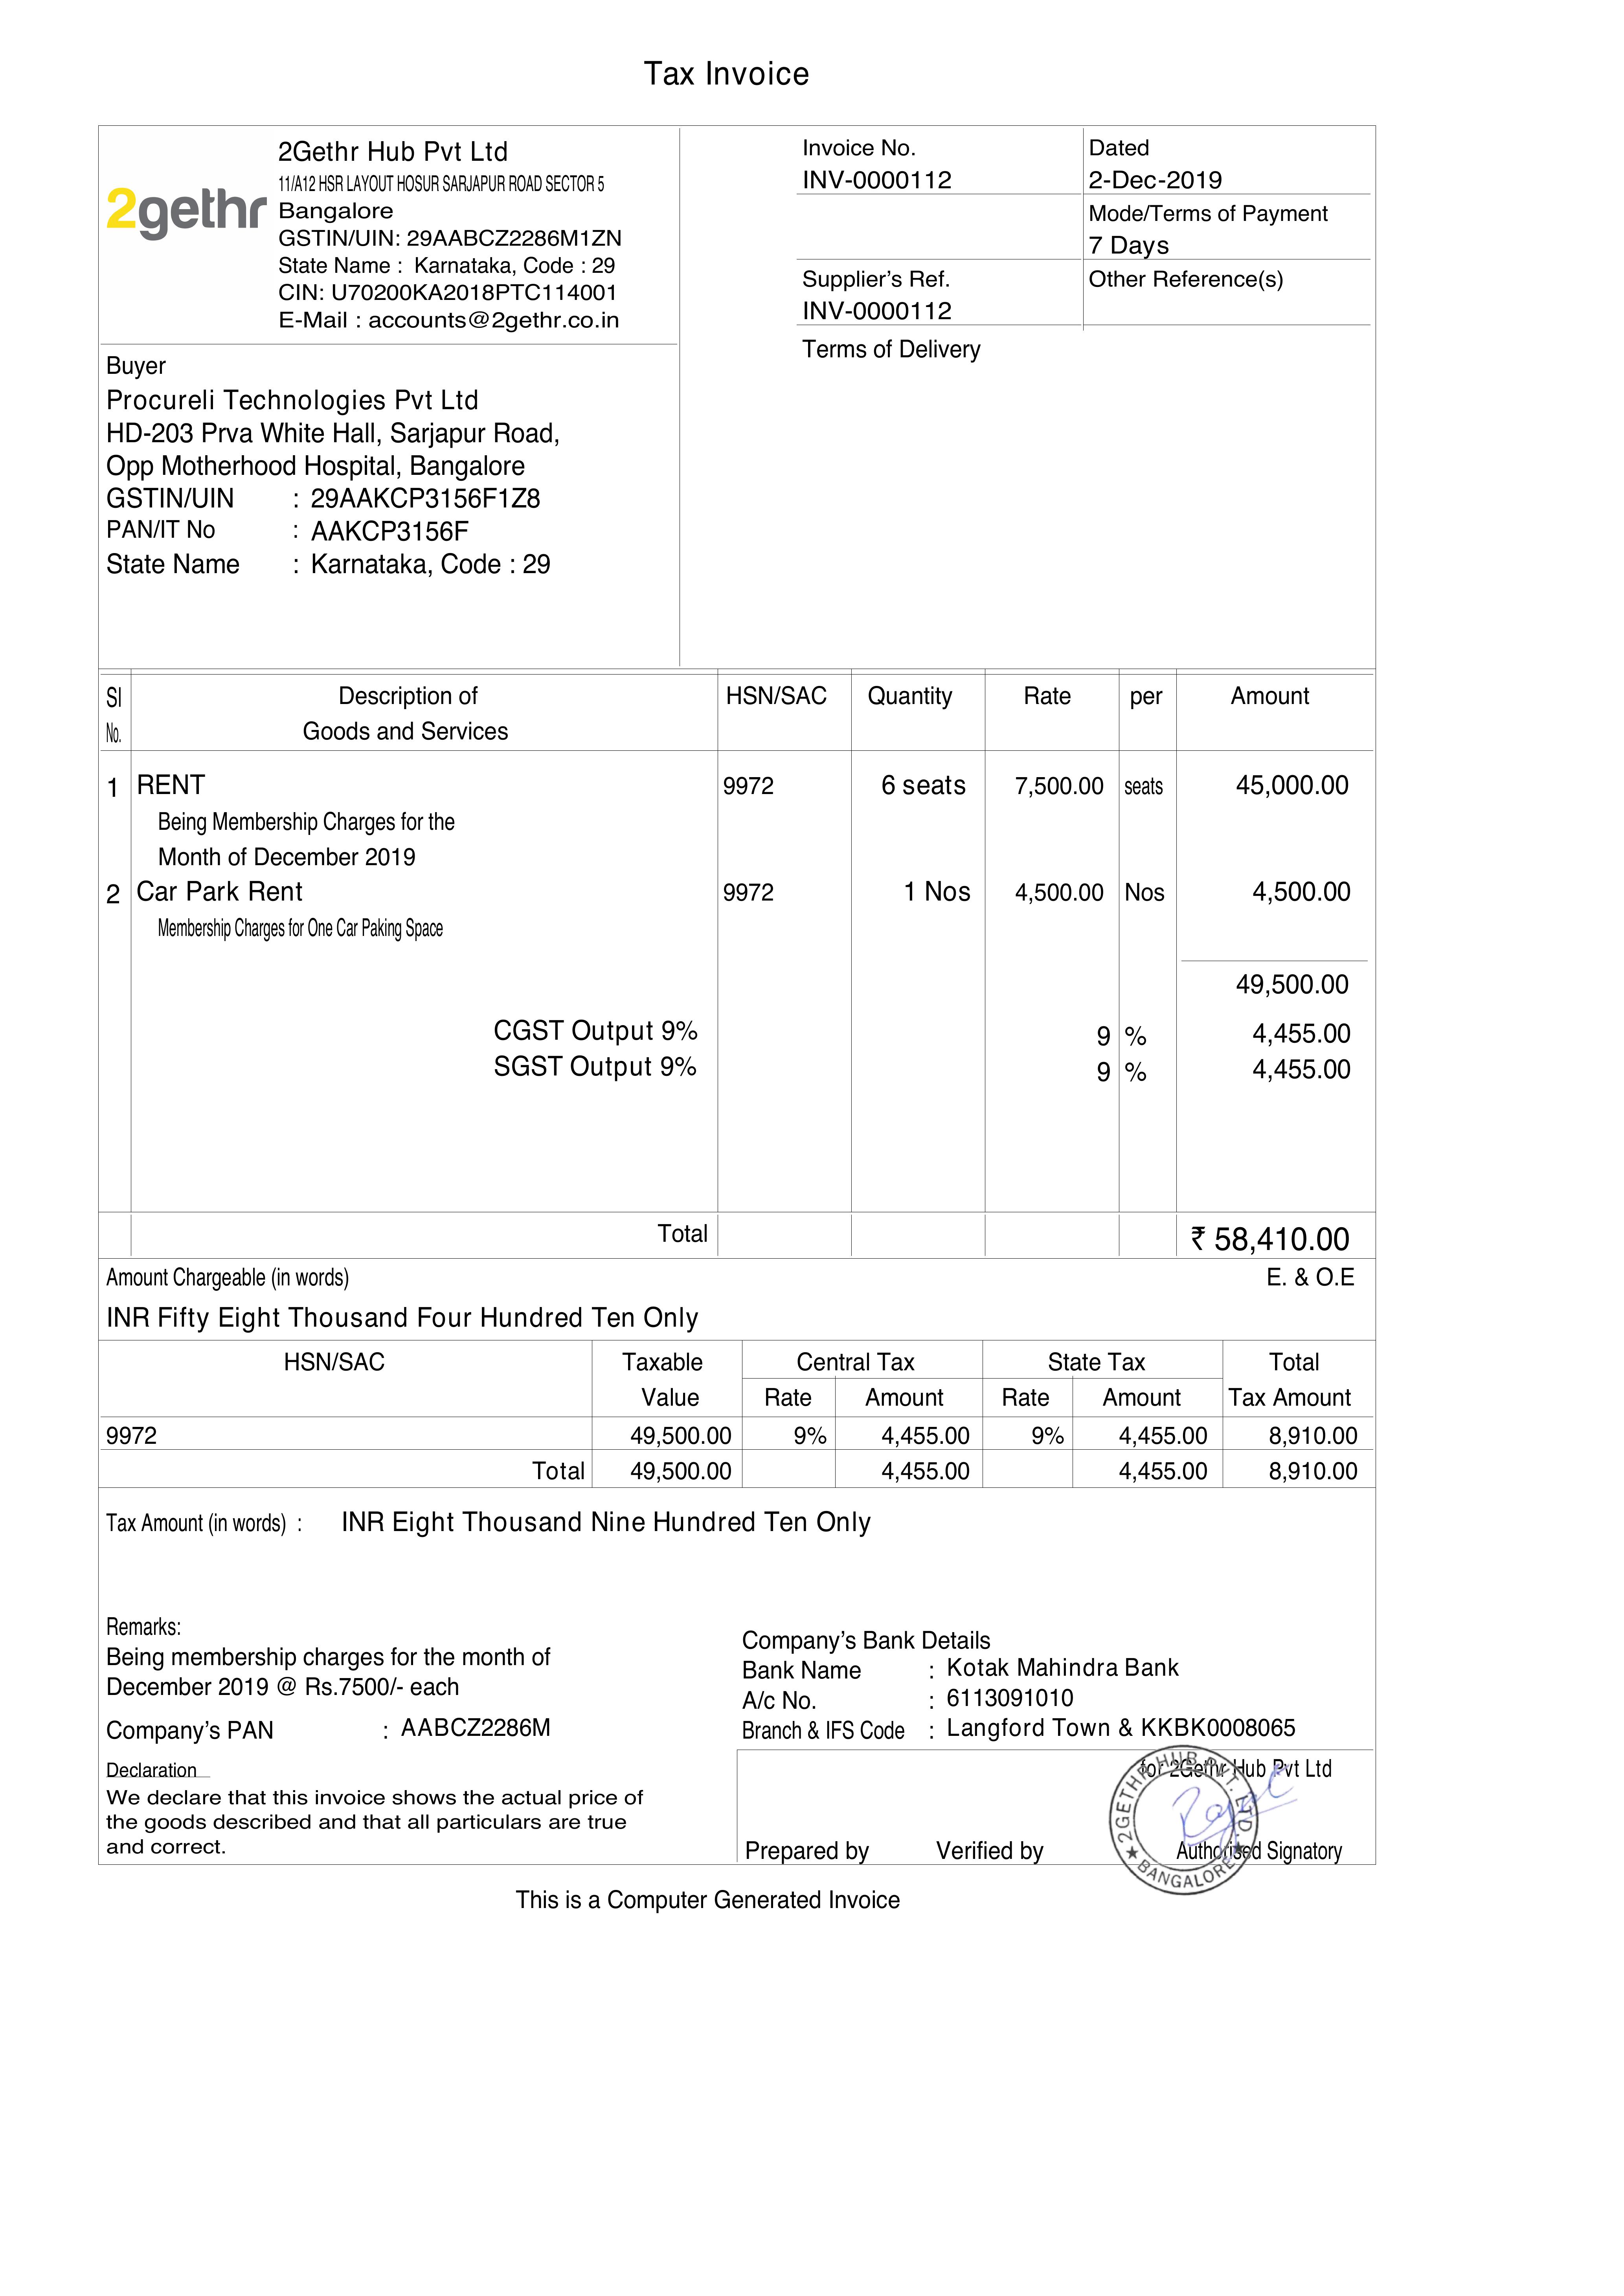 Tax Invoice
2gethr
2Gethr Hub Pvt Ltd
11/A12 HSR LAYOUT HOSUR SARJAPUR ROAD SECTOR 5
Bangalore
GSTIN/UIN: 29AABCZ2286M1ZN
State Name : Karnataka, Code : 29
CIN: U70200KA2018PTC114001
E-Mail : accounts@2gethr.co.in
Invoice No.
INV-0000112
Dated
2-Dec-2019
Mode/Terms of Payment
7 Days
Supplier's Ref.
INV-0000112
Other Reference(s)
Terms of Delivery
Buyer
Procureli Technologies Pvt Ltd
HD-203 Prva White Hall, Sarjapur Road,
Opp Motherhood Hospital, Bangalore
GSTIN/UIN : 29AAKCP3156F1Z8
PAN/IT No : AAKCP3156F
State Name : Karnataka, Code : 29
Sl No. Description of Goods and Services HSN/SAC Quantity Rate per Amount
1 RENT 9972 6 seats 7,500.00 seats 45,000.00
Being Membership Charges for the
Month of December 2019
2 Car Park Rent 9972 1 Nos 4,500.00 Nos 4,500.00
Membership Charges for One Car Paking Space
49,500.00
CGST Output 9% 9 % 4,455.00
SGST Output 9% 9 % 4,455.00
Total ₹ 58,410.00
Amount Chargeable (in words) E. & O.E
INR Fifty Eight Thousand Four Hundred Ten Only
HSN/SAC Taxable Central Tax State Tax Total
Value Rate Amount Rate Amount Tax Amount
9972 49,500.00 9% 4,455.00 9% 4,455.00 8,910.00
Total 49,500.00 4,455.00 4,455.00 8,910.00
Tax Amount (in words) : INR Eight Thousand Nine Hundred Ten Only
Remarks:
Being membership charges for the month of
December 2019 @ Rs.7500/- each
Company's PAN : AABCZ2286M
Declaration
We declare that this invoice shows the actual price of
the goods described and that all particulars are true
and correct.
Company's Bank Details
Bank Name : Kotak Mahindra Bank
A/c No. : 6113091010
Branch & IFS Code : Langford Town & KKBK0008065
for 2Gethr Hub Pvt Ltd
2GETHR HUB PVT. LTD.
★ BANGALORE ★
Prepared by Verified by Authorised Signatory
This is a Computer Generated Invoice